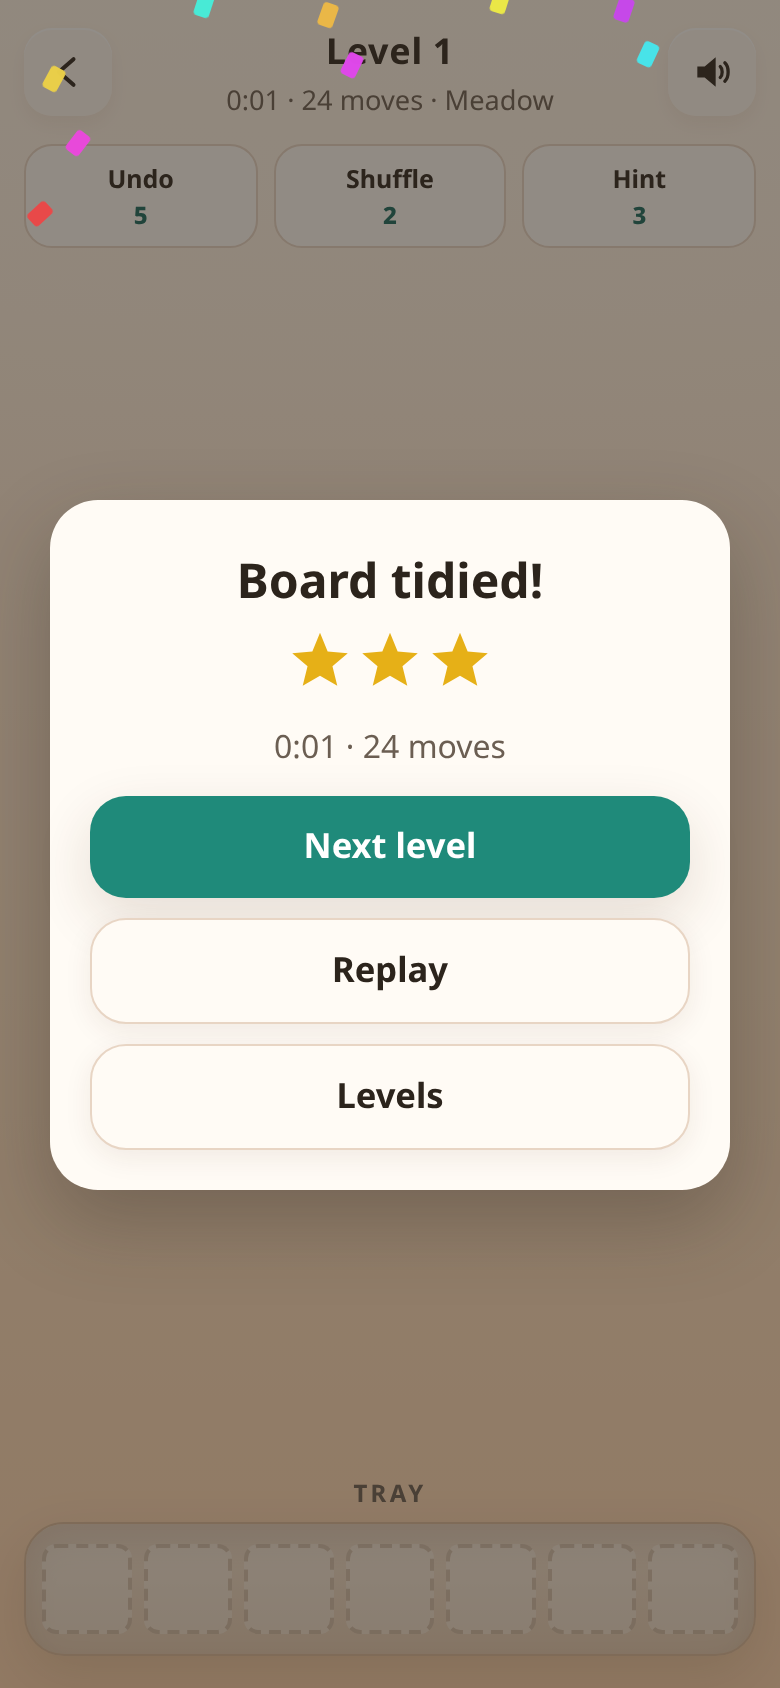 Level 1
0:01 · 24 moves · Meadow
Undo
5
Shuffle
2
Hint
3
Board tidied!
0:01 · 24 moves
Next level
Replay
Levels
TRAY